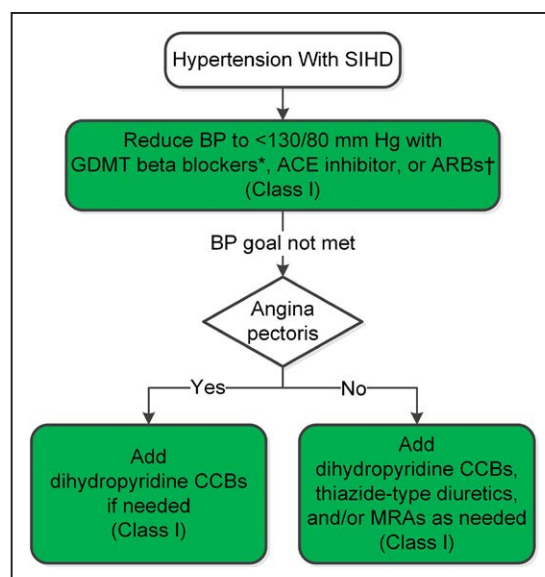 Hypertension With SIHD
Reduce BP to <130/80 mm Hg with
GDMT beta blockers*, ACE inhibitor, or ARBs†
(Class I)
BP goal not met
Angina
pectoris
Yes
No
Add
dihydropyridine CCBs
if needed
(Class I)
Add
dihydropyridine CCBs,
thiazide-type diuretics,
and/or MRAs as needed
(Class I)